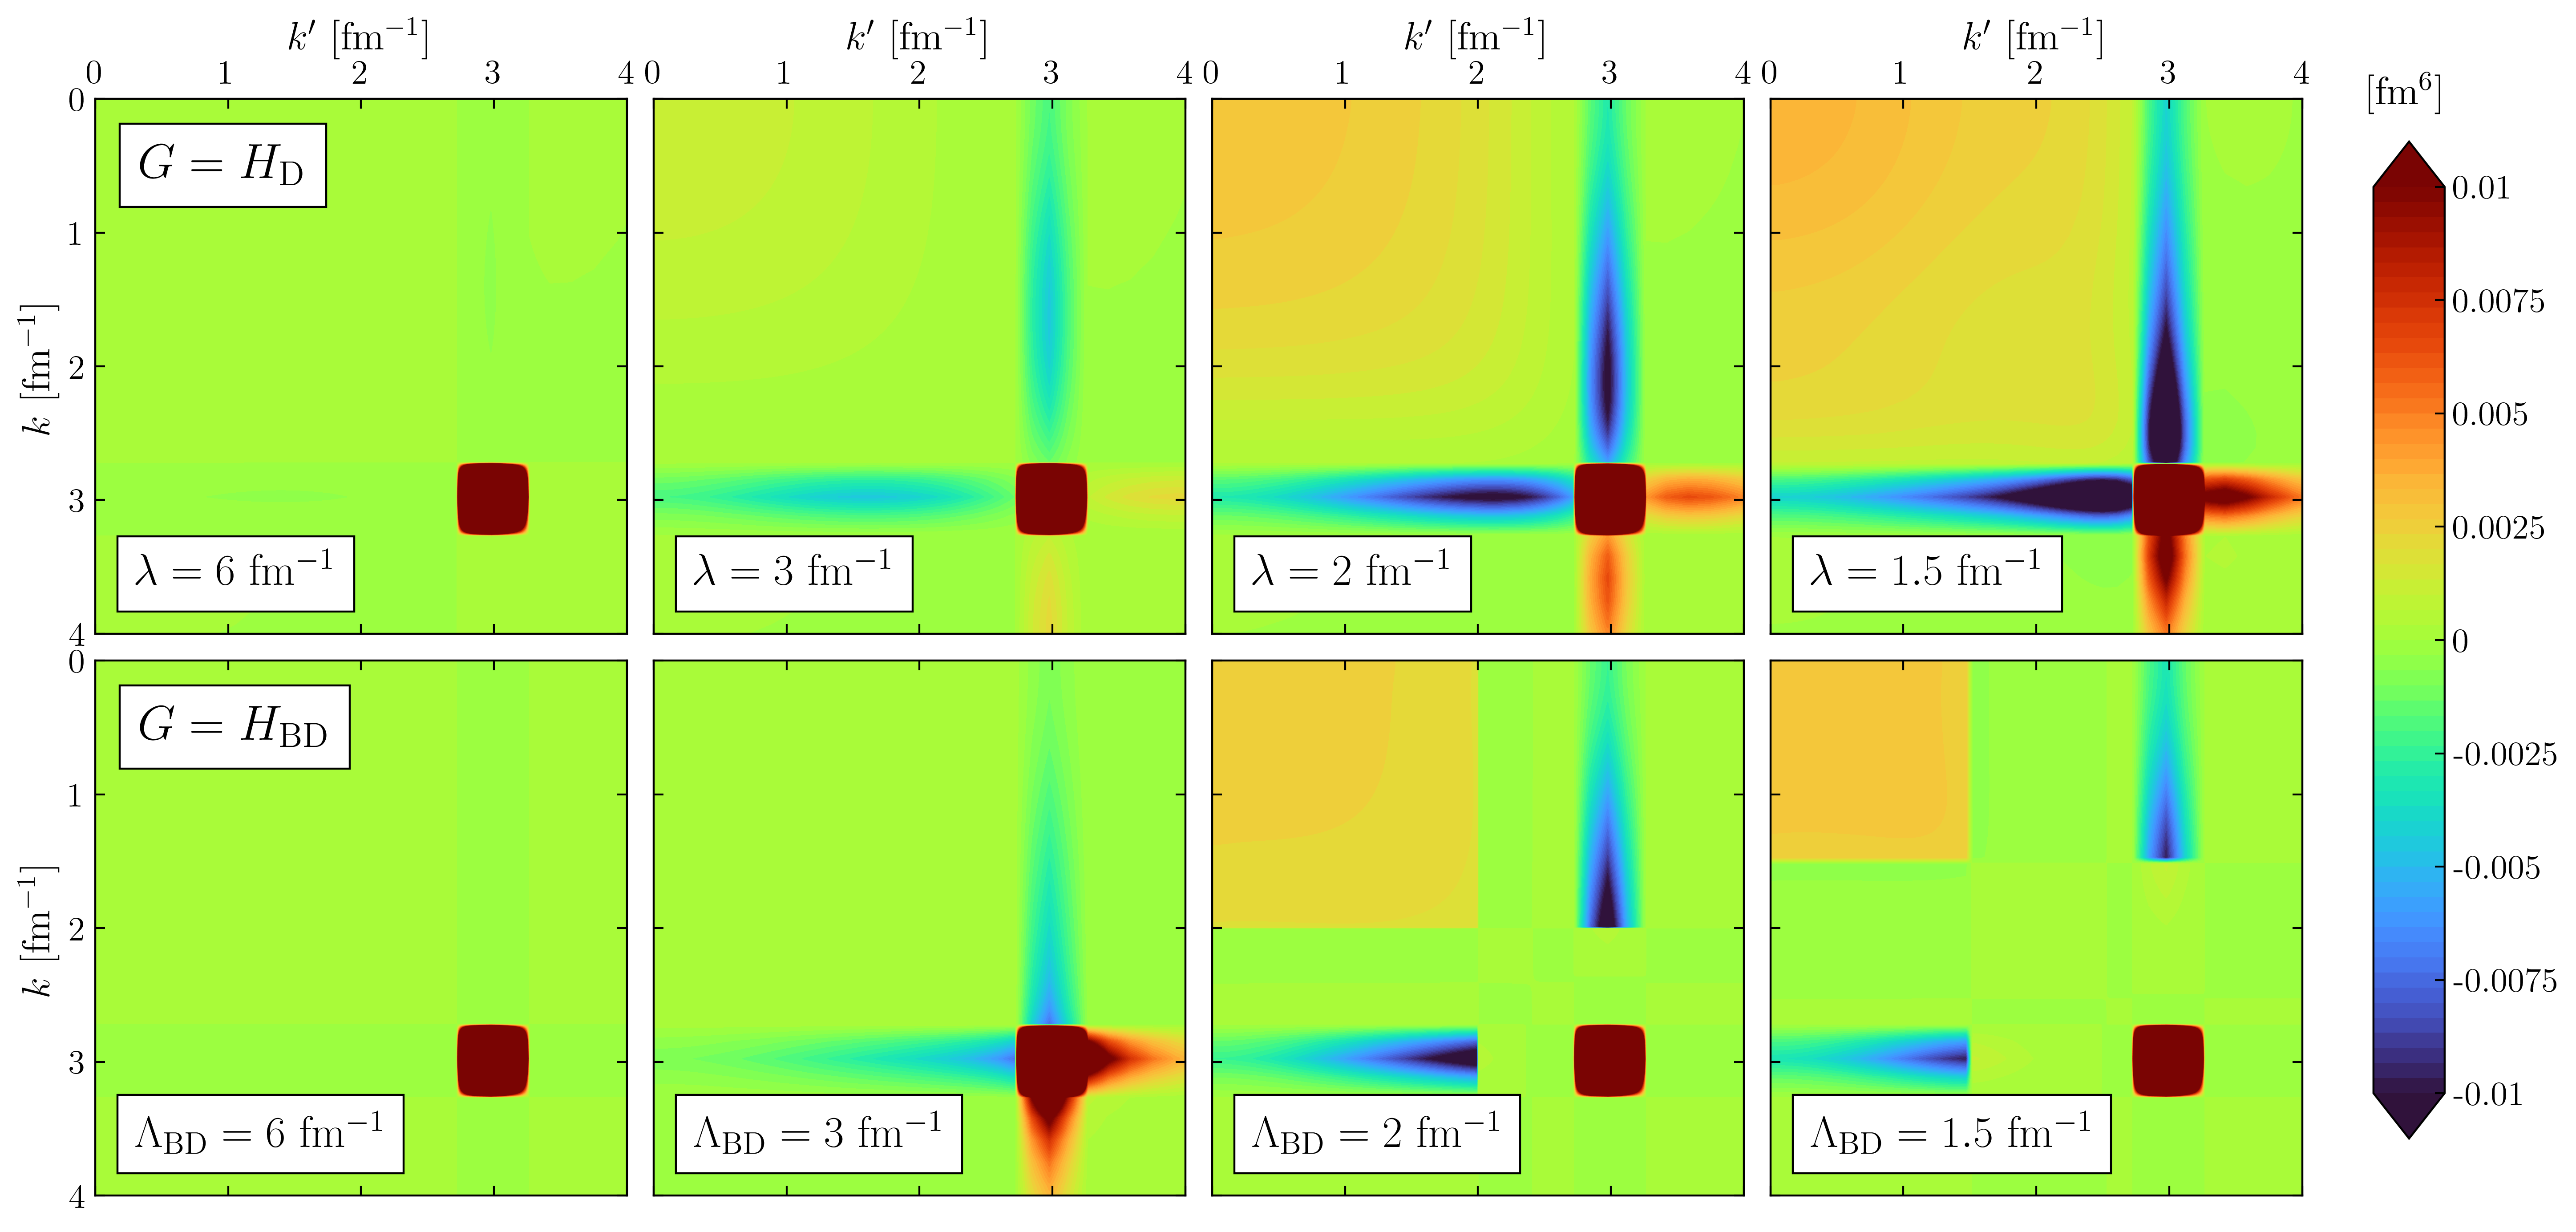 k′ [fm⁻¹] k′ [fm⁻¹] k′ [fm⁻¹] k′ [fm⁻¹]
0 1 2 3 4 0 1 2 3 4 0 1 2 3 4 0 1 2 3 4
[fm⁶]
0
1
2
3
4
k [fm⁻¹]
G = H_D
λ = 6 fm⁻¹
λ = 3 fm⁻¹
λ = 2 fm⁻¹
λ = 1.5 fm⁻¹
0
1
2
3
4
k [fm⁻¹]
G = H_BD
Λ_BD = 6 fm⁻¹
Λ_BD = 3 fm⁻¹
Λ_BD = 2 fm⁻¹
Λ_BD = 1.5 fm⁻¹
0.01
0.0075
0.005
0.0025
0
-0.0025
-0.005
-0.0075
-0.01